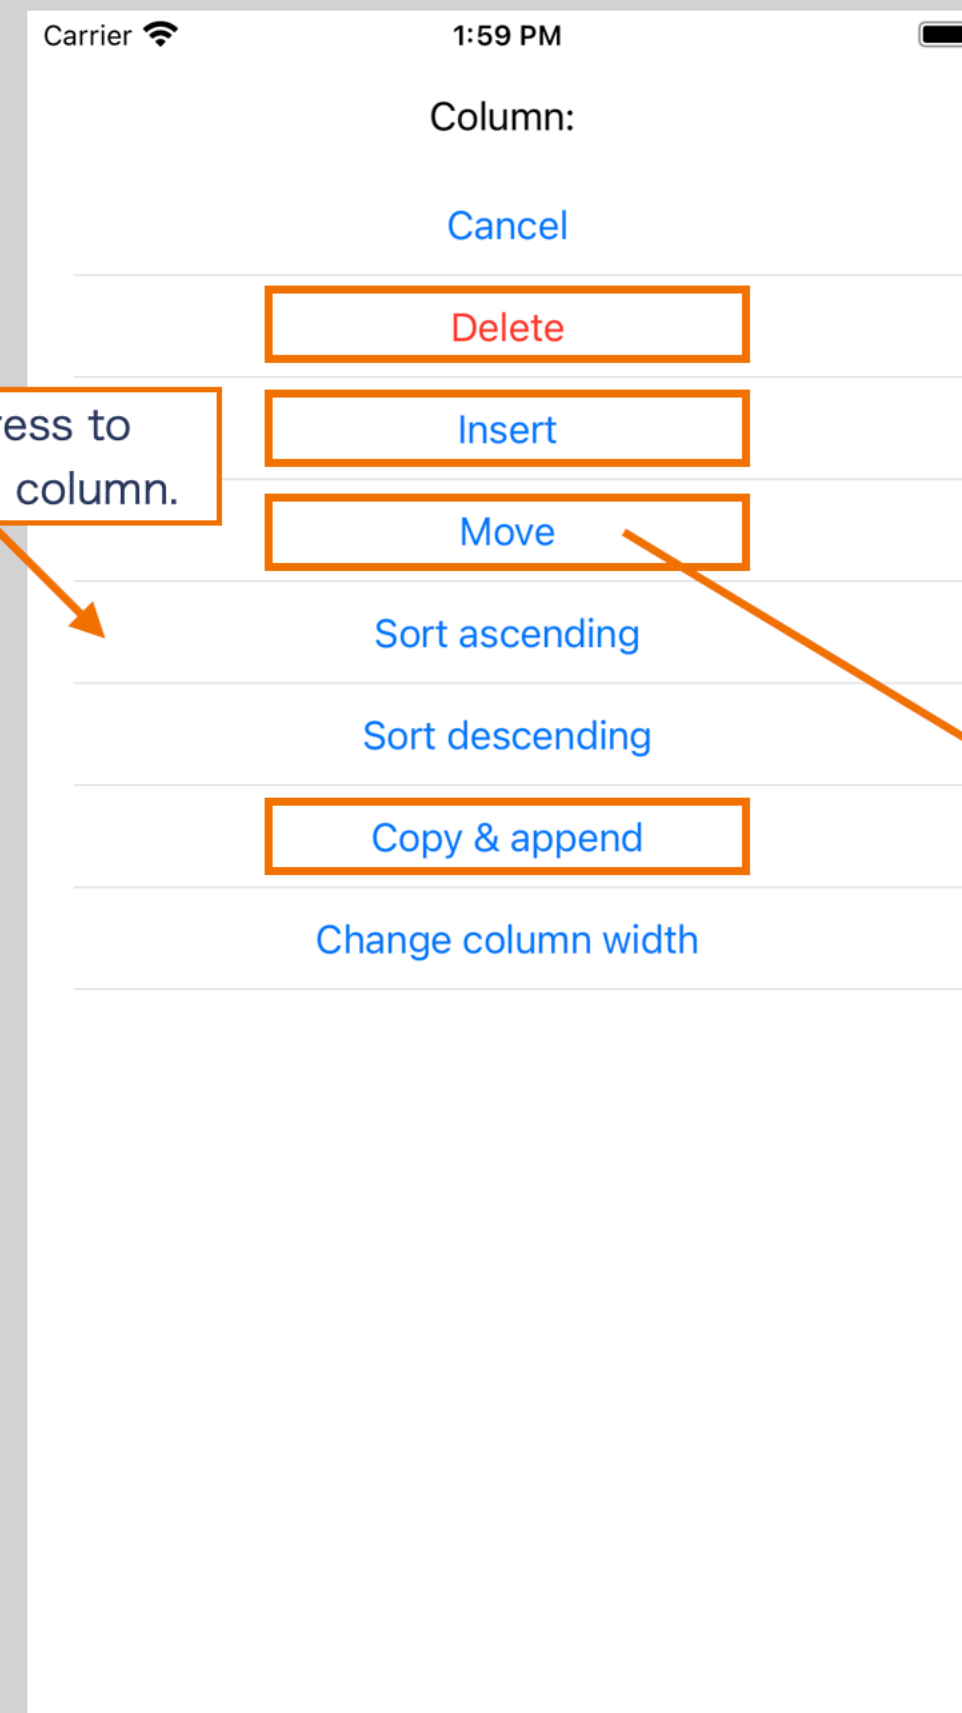 Carrier
1:59 PM
Column:
Cancel
Delete
Insert
to
column.
Move
Sort ascending
Sort descending
Copy & append
Change column width